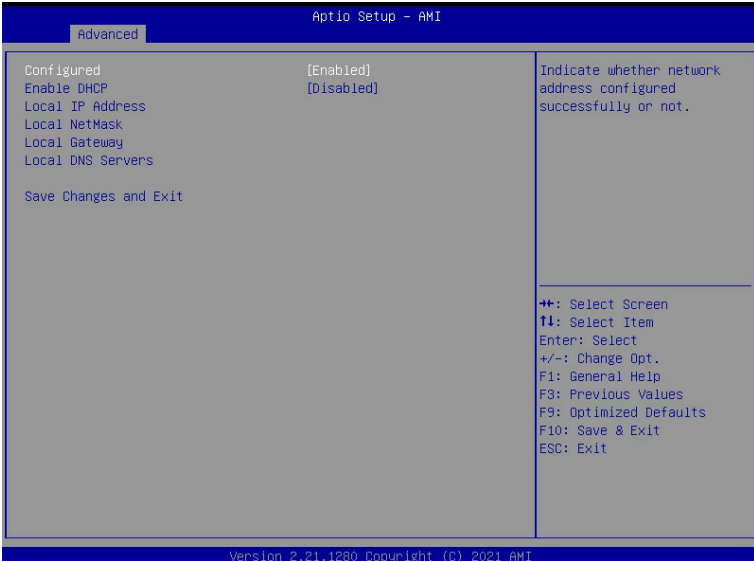 Aptio Setup – AMI
Advanced
Configured [Enabled]
Enable DHCP [Disabled]
Local IP Address
Local NetMask
Local Gateway
Local DNS Servers
Save Changes and Exit
Indicate whether network
address configured
successfully or not.
→←: Select Screen
↑↓: Select Item
Enter: Select
+/-: Change Opt.
F1: General Help
F3: Previous Values
F9: Optimized Defaults
F10: Save & Exit
ESC: Exit
Version 2.21.1280 Copyright (C) 2021 AMI